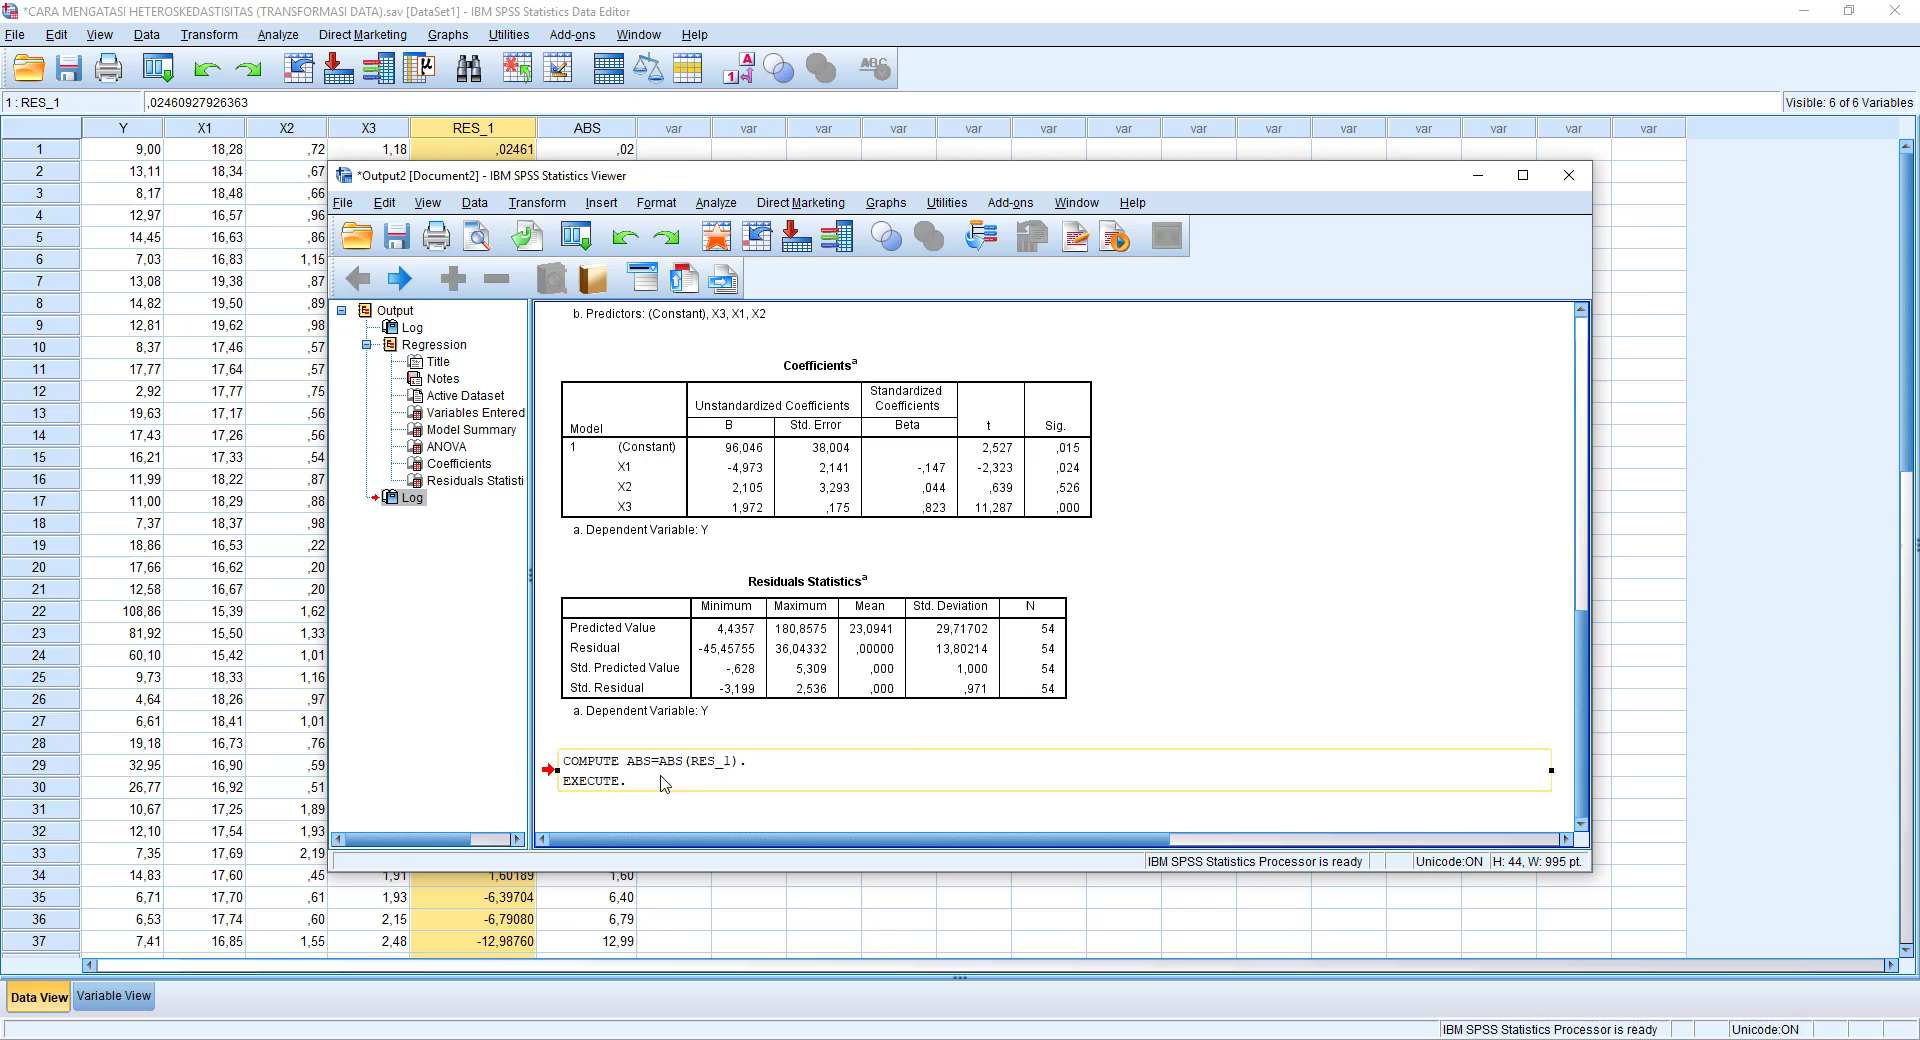 *CARA MENGATASI HETEROSKEDASTISITAS (TRANSFORMASI DATA).sav [DataSet1] - IBM SPSS Statistics Data Editor
File Edit View Data Transform Analyze Direct Marketing Graphs Utilities Add-ons Window Help
1 : RES_1 ,02460927926363 Visible: 6 of 6 Variables
Y X1 X2 X3 RES_1 ABS var var var var var var var var var var var var var var
1 9,00 18,28 ,72 1,18 ,02461 ,02
2 13,11 18,34 ,67
3 8,17 18,48 ,66
4 12,97 16,57 ,96
5 14,45 16,63 ,86
6 7,03 16,83 1,15
7 13,08 19,38 ,87
8 14,82 19,50 ,89
9 12,81 19,62 ,98
10 8,37 17,46 ,57
11 17,77 17,64 ,57
12 2,92 17,77 ,75
13 19,63 17,17 ,56
14 17,43 17,26 ,56
15 16,21 17,33 ,54
16 11,99 18,22 ,87
17 11,00 18,29 ,88
18 7,37 18,37 ,98
19 18,86 16,53 ,22
20 17,66 16,62 ,20
21 12,58 16,67 ,20
22 108,86 15,39 1,62
23 81,92 15,50 1,33
24 60,10 15,42 1,01
25 9,73 18,33 1,16
26 4,64 18,26 ,97
27 6,61 18,41 1,01
28 19,18 16,73 ,76
29 32,95 16,90 ,59
30 26,77 16,92 ,51
31 10,67 17,25 1,89
32 12,10 17,54 1,93
33 7,35 17,69 2,19
34 14,83 17,60 ,45 1,91 1,60189 1,60
35 6,71 17,70 ,61 1,93 -6,39704 6,40
36 6,53 17,74 ,60 2,15 -6,79080 6,79
37 7,41 16,85 1,55 2,48 -12,98760 12,99
*Output2 [Document2] - IBM SPSS Statistics Viewer
File Edit View Data Transform Insert Format Analyze Direct Marketing Graphs Utilities Add-ons Window Help
Output
Log
Regression
Title
Notes
Active Dataset
Variables Entered
Model Summary
ANOVA
Coefficients
Residuals Statisti
Log
b. Predictors: (Constant), X3, X1, X2
Coefficientsa
Model Unstandardized Coefficients Standardized Coefficients t Sig.
B Std. Error Beta
1 (Constant) 96,046 38,004 2,527 ,015
X1 -4,973 2,141 -,147 -2,323 ,024
X2 2,105 3,293 ,044 ,639 ,526
X3 1,972 ,175 ,823 11,287 ,000
a. Dependent Variable: Y
Residuals Statisticsa
Minimum Maximum Mean Std. Deviation N
Predicted Value 4,4357 180,8575 23,0941 29,71702 54
Residual -45,45755 36,04332 ,00000 13,80214 54
Std. Predicted Value -,628 5,309 ,000 1,000 54
Std. Residual -3,199 2,536 ,000 ,971 54
a. Dependent Variable: Y
COMPUTE ABS=ABS(RES_1).
EXECUTE.
IBM SPSS Statistics Processor is ready Unicode:ON H: 44, W: 995 pt.
Data View Variable View
IBM SPSS Statistics Processor is ready Unicode:ON